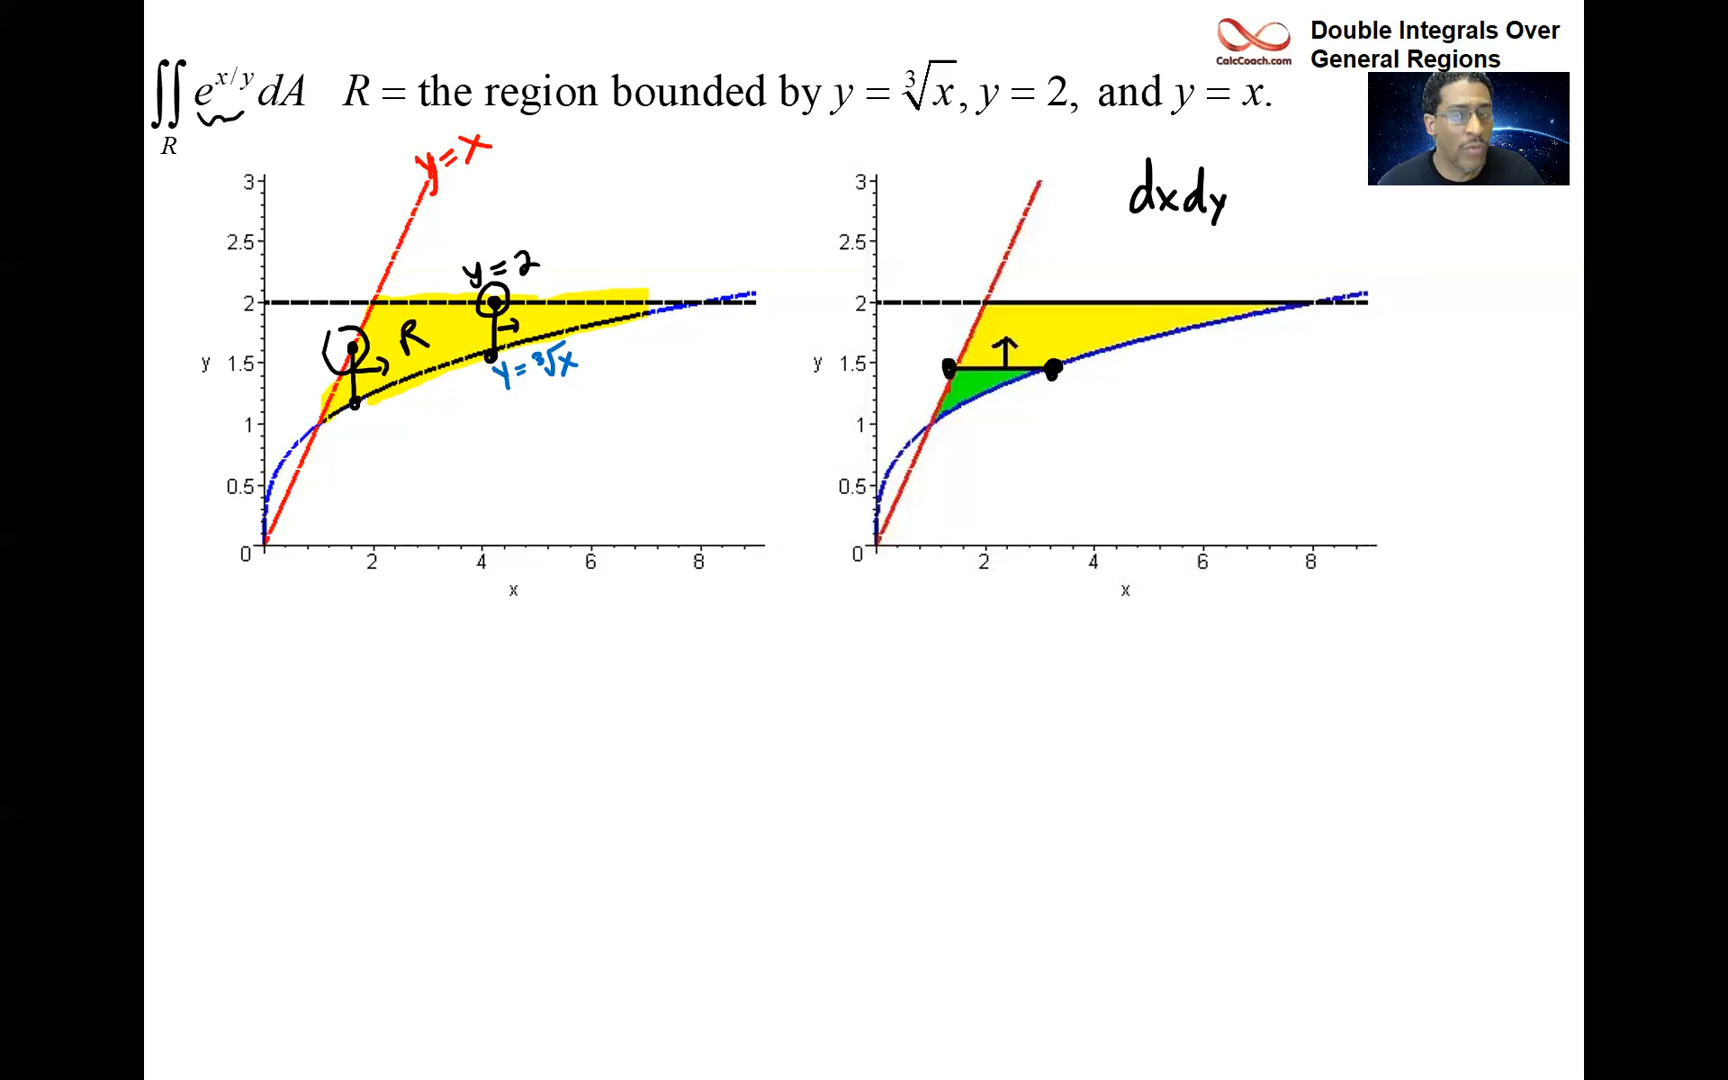 Double Integrals Over
General Regions
CalcCoach.com
∬_R e^{x/y} dA R = the region bounded by y = ∛x, y = 2, and y = x.
y=x
dxdy
3
2.5
2
1.5
1
0.5
0
y
2
4
6
8
x
y=2
R
y=∛x
3
2.5
2
1.5
1
0.5
0
y
2
4
6
8
x